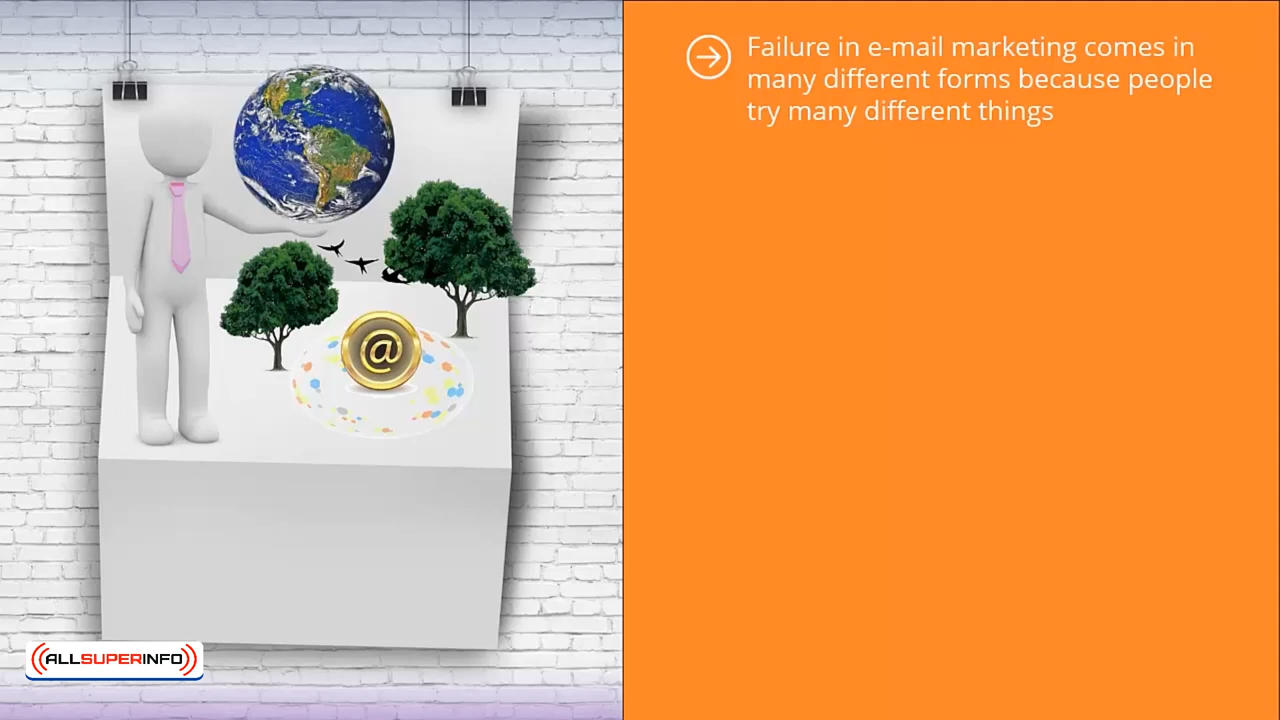 Failure in e-mail marketing comes in
many different forms because people
try many different things
@
((ALLSUPERINFO))